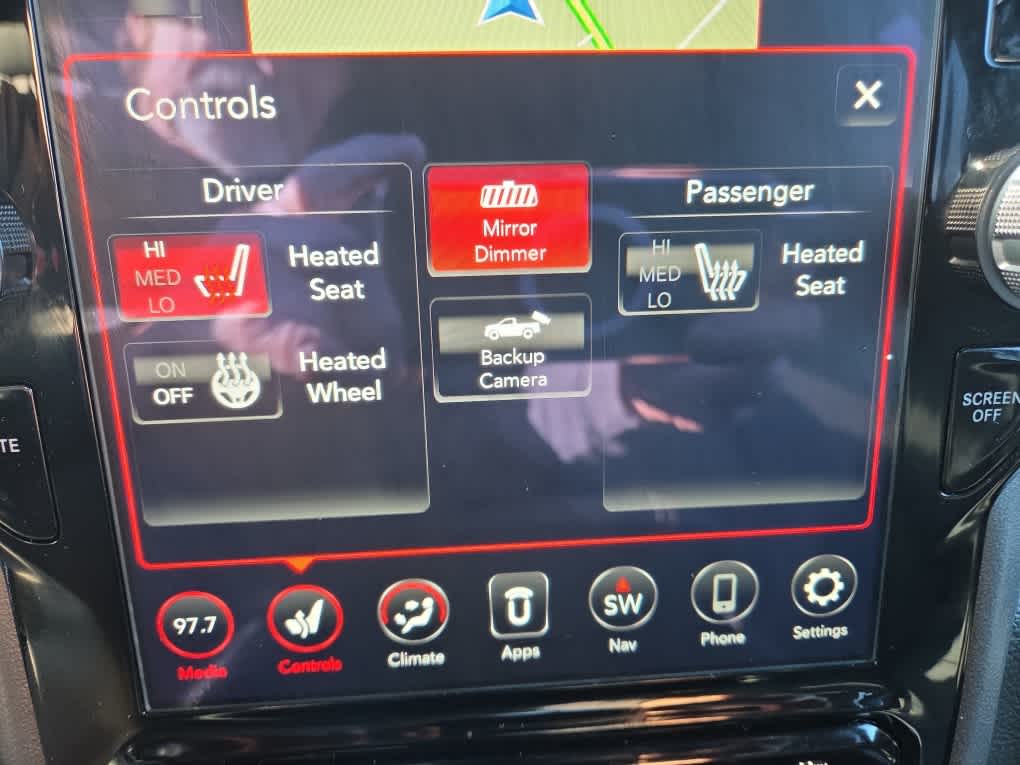 Controls
X
Driver
HI
MED
LO
Heated
Seat
ON
OFF
Heated
Wheel
Mirror
Dimmer
Backup
Camera
Passenger
HI
MED
LO
Heated
Seat
TE
SCREEN
OFF
97.7
Media
Controls
Climate
Apps
SW
Nav
Phone
Settings